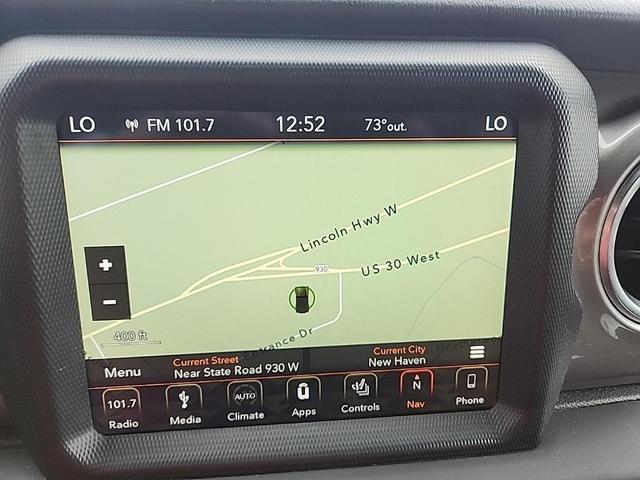 LO FM 101.7 12:52 73°out. LO
Lincoln Hwy W
930
US 30 West
+
-
400 ft
Entrance Dr
Current Street
Near State Road 930 W
Current City
New Haven
Menu
101.7 AUTO N
Radio Media Climate Apps Controls Nav Phone